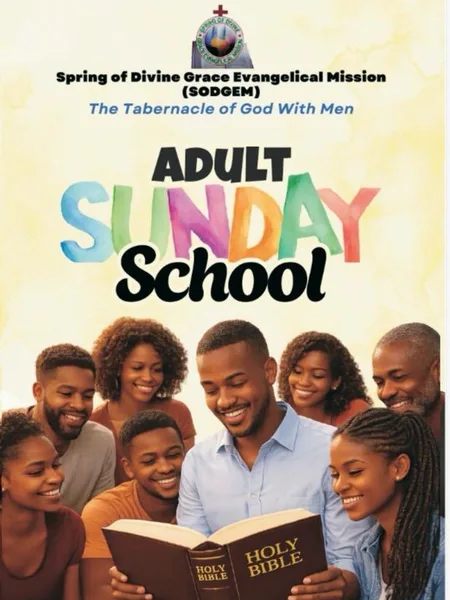 Spring of Divine Grace Evangelical Mission
(SODGEM)
The Tabernacle of God With Men
ADULT
SUNDAY
School
HOLY
BIBLE
HOLY
BIBLE